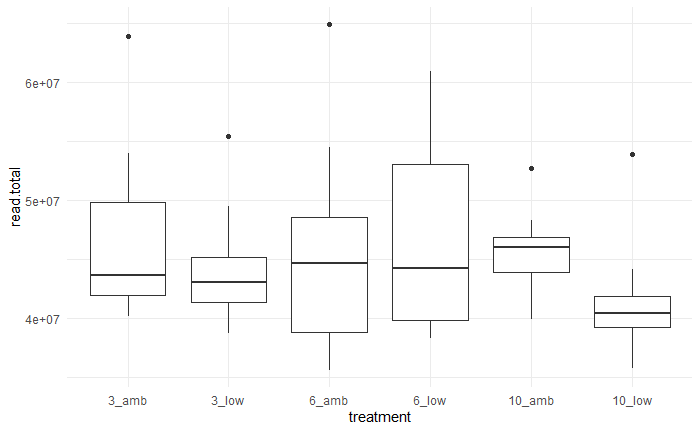 6e+07
5e+07
4e+07
read.total
3_amb 3_low 6_amb 6_low 10_amb 10_low
treatment